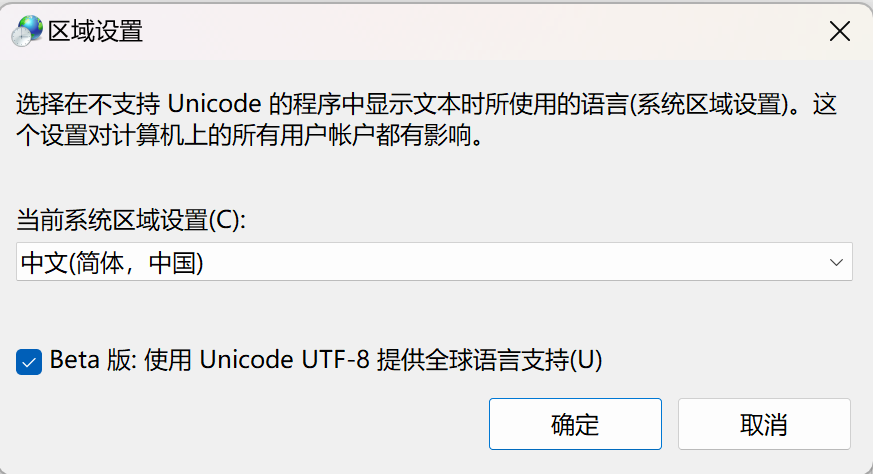 区域设置
选择在不支持 Unicode 的程序中显示文本时所使用的语言(系统区域设置)。这
个设置对计算机上的所有用户帐户都有影响。
当前系统区域设置(C):
中文(简体，中国)
Beta 版: 使用 Unicode UTF-8 提供全球语言支持(U)
确定 取消